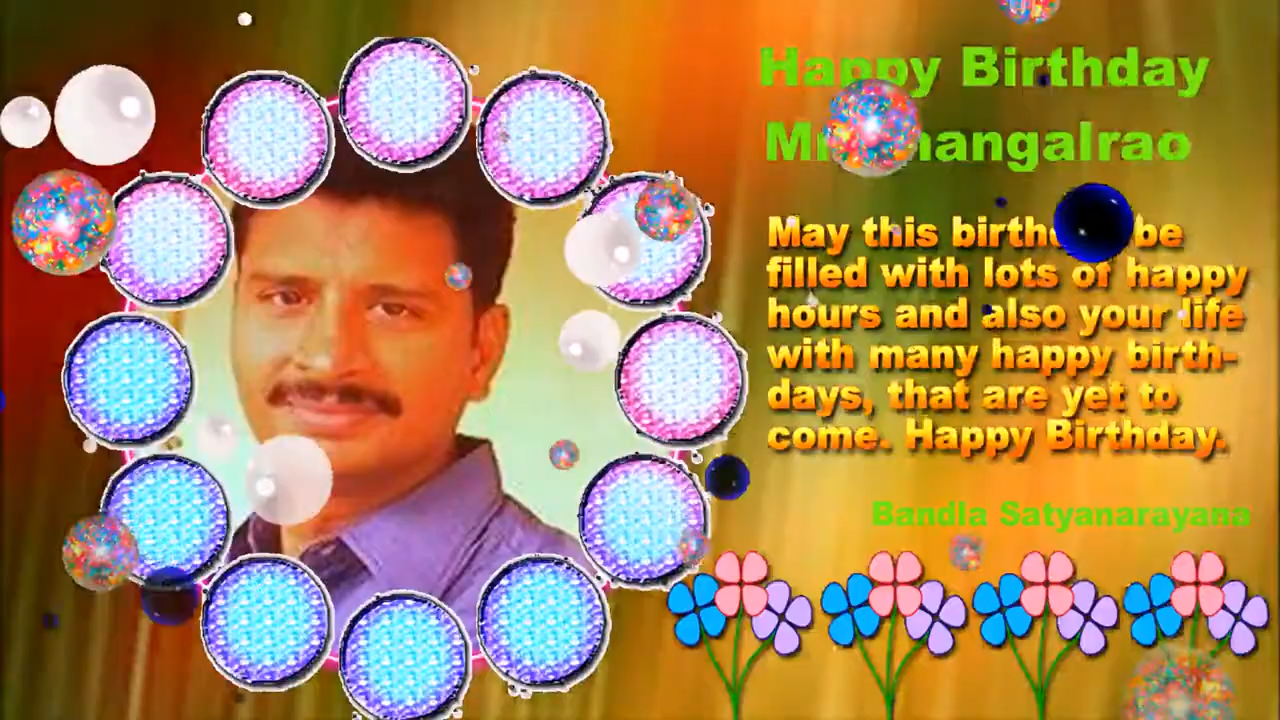 Happy Birthday
May this be
filled with lots of happy
hours and also your life
with many happy birth-
days, that are yet to
come. Happy Birthday.
Bandla Satyanarayana